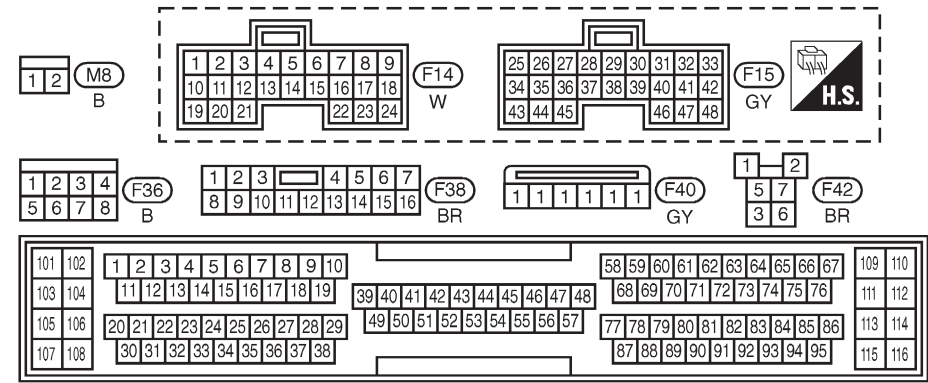 1 2
M8
B
1 2 3 4 5 6 7 8 9
10 11 12 13 14 15 16 17 18
19 20 21 22 23 24
F14
W
25 26 27 28 29 30 31 32 33
34 35 36 37 38 39 40 41 42
43 44 45 46 47 48
F15
GY
H.S.
1 2 3 4
5 6 7 8
F36
B
1 2 3 4 5 6 7
8 9 10 11 12 13 14 15 16
F38
BR
1 1 1 1 1 1
F40
GY
1 2
5 7
3 6
F42
BR
101 102
103 104
105 106
107 108
1 2 3 4 5 6 7 8 9 10
11 12 13 14 15 16 17 18 19
20 21 22 23 24 25 26 27 28 29
30 31 32 33 34 35 36 37 38
39 40 41 42 43 44 45 46 47 48
49 50 51 52 53 54 55 56 57
58 59 60 61 62 63 64 65 66 67
68 69 70 71 72 73 74 75 76
77 78 79 80 81 82 83 84 85 86
87 88 89 90 91 92 93 94 95
109 110
111 112
113 114
115 116